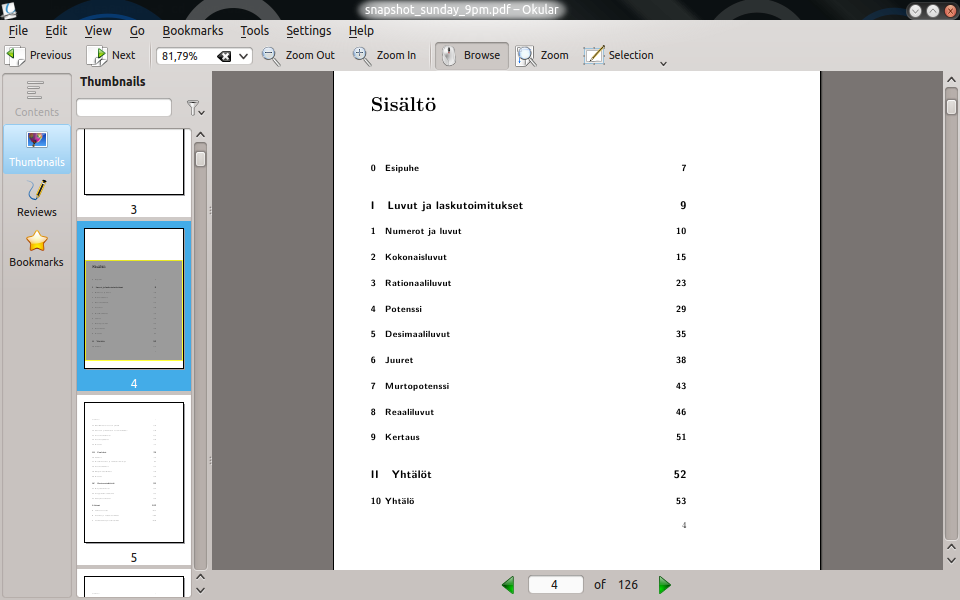 snapshot_sunday_9pm.pdf – Okular
File Edit View Go Bookmarks Tools Settings Help
Previous Next 81,79% Zoom Out Zoom In Browse Zoom Selection
Contents
Thumbnails
Reviews
Bookmarks
Thumbnails
3
4
5
Sisältö
0 Esipuhe 7
I Luvut ja laskutoimitukset 9
1 Numerot ja luvut 10
2 Kokonaisluvut 15
3 Rationaaliluvut 23
4 Potenssi 29
5 Desimaaliluvut 35
6 Juuret 38
7 Murtopotenssi 43
8 Reaaliluvut 46
9 Kertaus 51
II Yhtälöt 52
10 Yhtälö 53
4
4 of 126